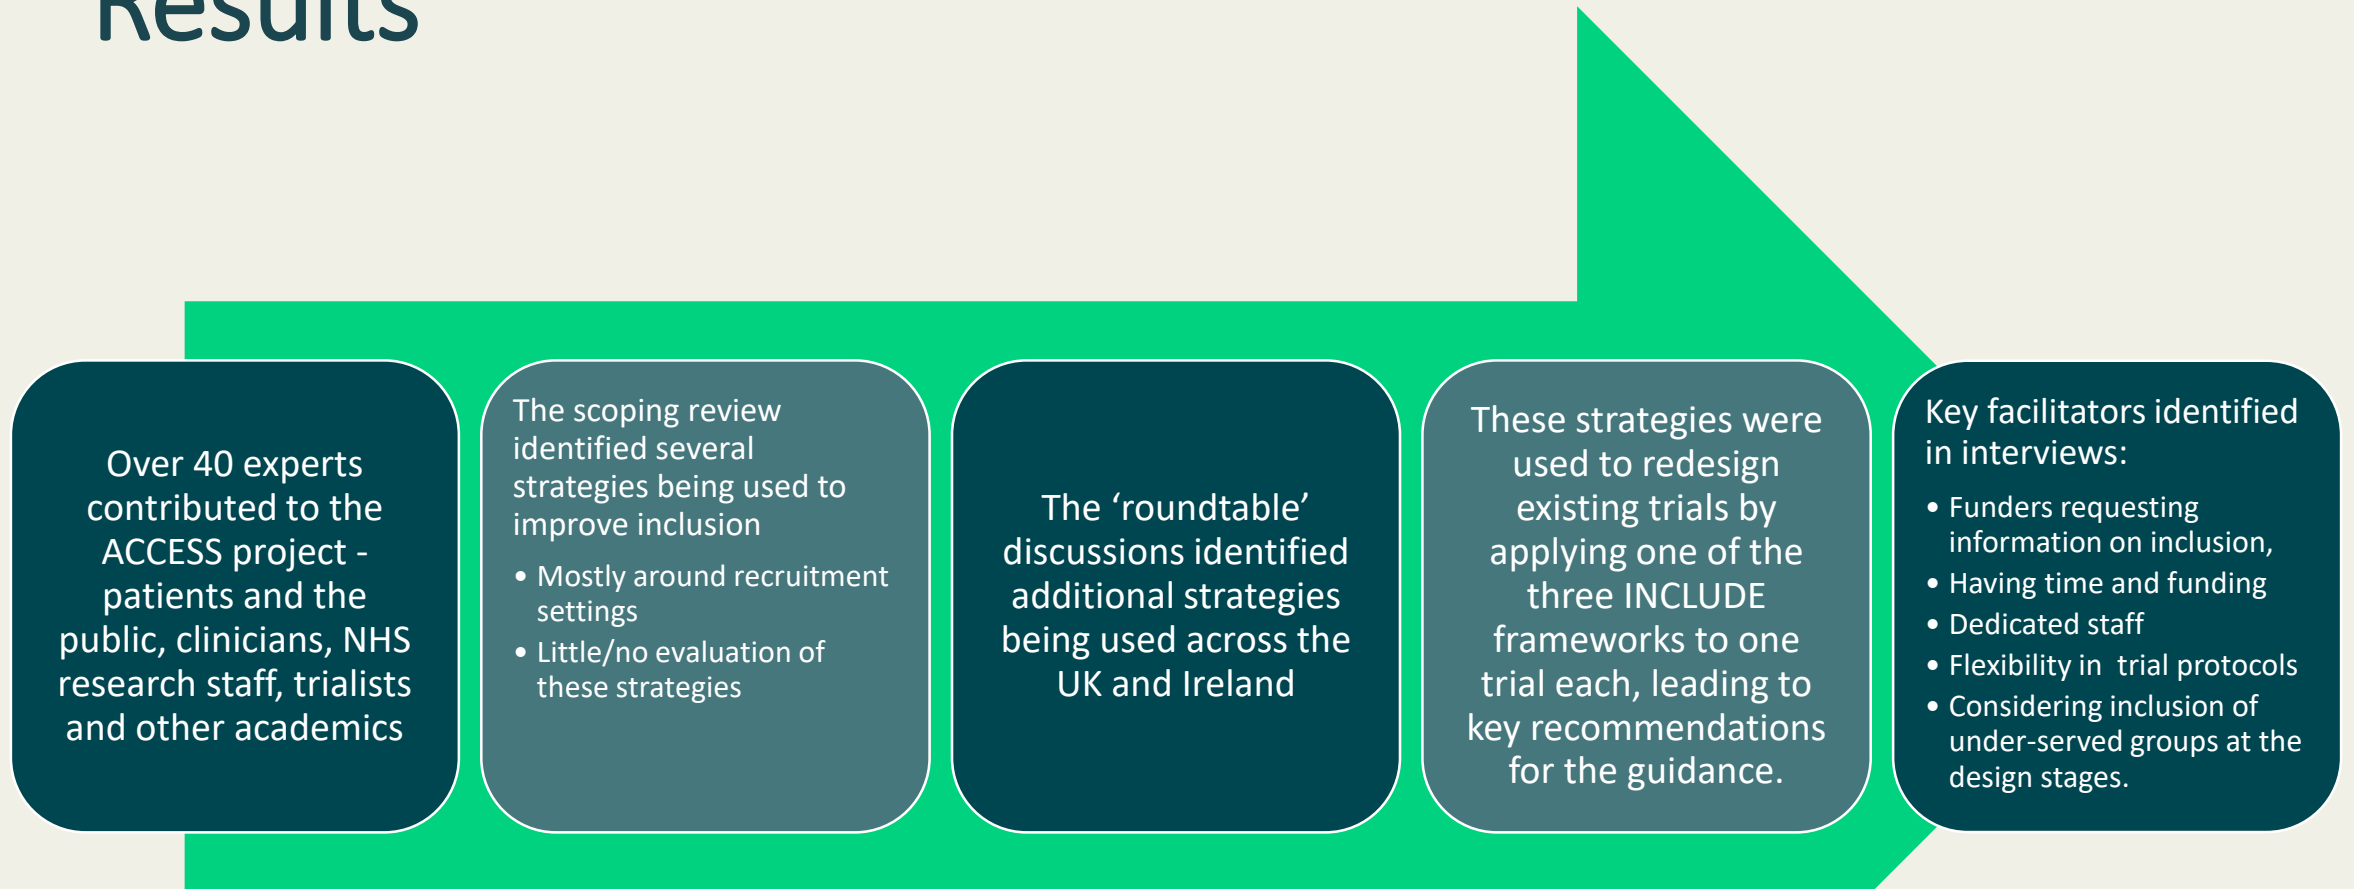 Results
Over 40 experts
contributed to the
ACCESS project -
patients and the
public, clinicians, NHS
research staff, trialists
and other academics
The scoping review
identified several
strategies being used to
improve inclusion
• Mostly around recruitment
settings
• Little/no evaluation of
these strategies
The ‘roundtable’
discussions identified
additional strategies
being used across the
UK and Ireland
These strategies were
used to redesign
existing trials by
applying one of the
three INCLUDE
frameworks to one
trial each, leading to
key recommendations
for the guidance.
Key facilitators identified
in interviews:
• Funders requesting
information on inclusion,
• Having time and funding
• Dedicated staff
• Flexibility in  trial protocols
• Considering inclusion of
under-served groups at the
design stages.